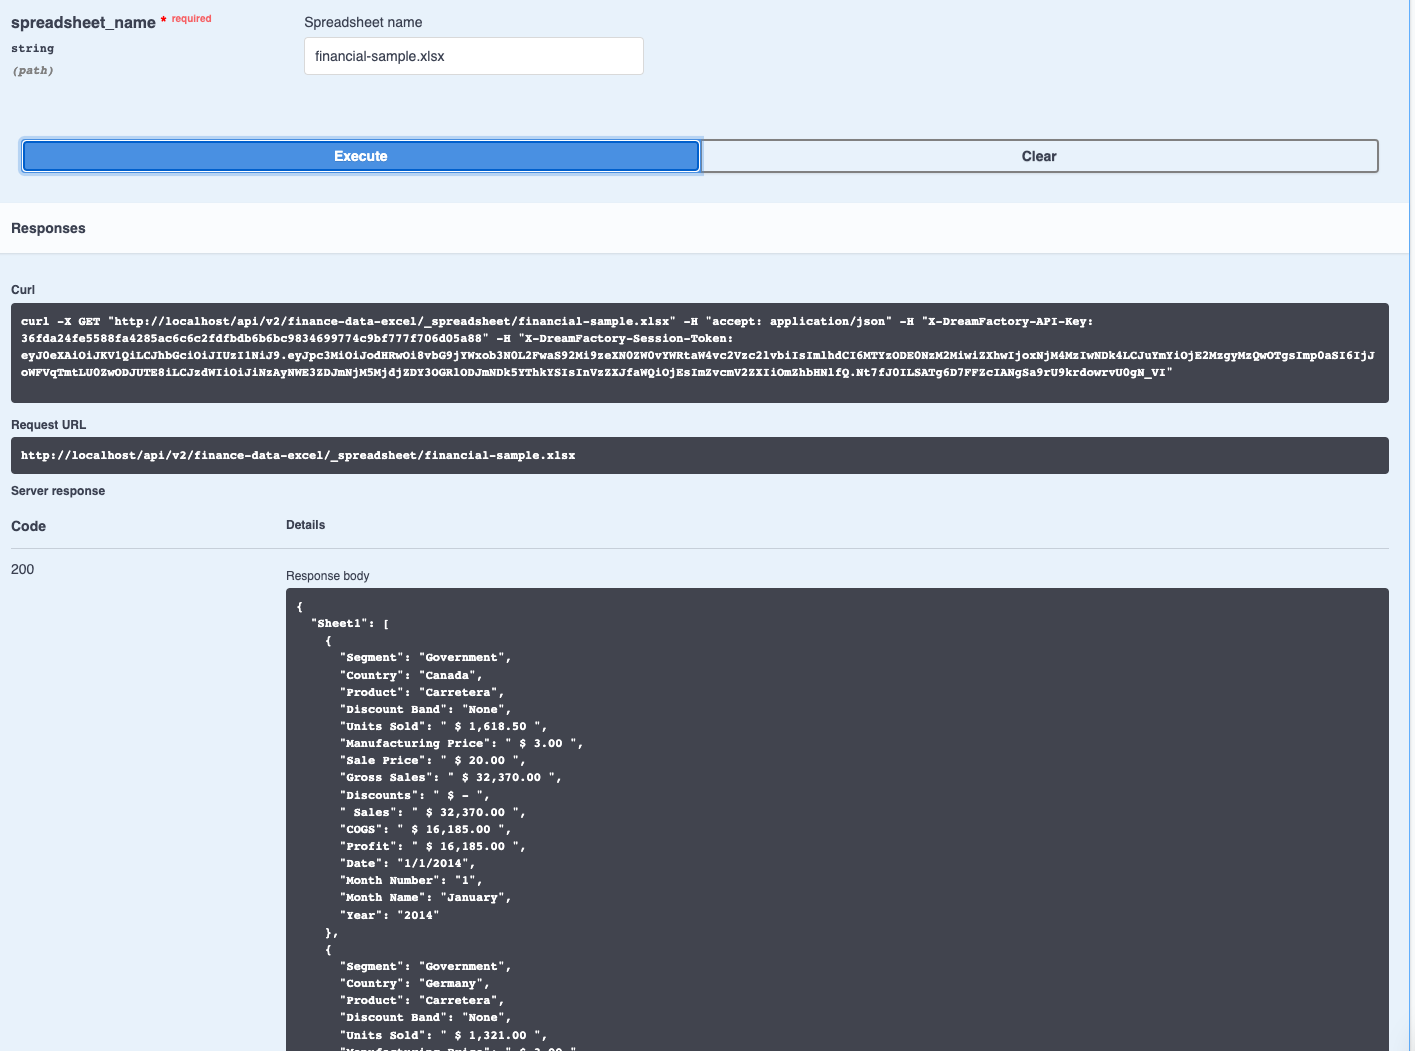 spreadsheet_name * required
string
(path)
Spreadsheet name
financial-sample.xlsx
Execute
Clear
Responses
Curl
curl -X GET "http://localhost/api/v2/finance-data-excel/_spreadsheet/financial-sample.xlsx" -H "accept: application/json" -H "X-DreamFactory-API-Key:
36fda24fe5588fa4285ac6c6c2fdfbdb6b6bc9834699774c9bf777f706d05a88" -H "X-DreamFactory-Session-Token:
Request URL
http://localhost/api/v2/finance-data-excel/_spreadsheet/financial-sample.xlsx
Server response
Code
Details
200
Response body
{
"Sheet1": [
{
"Segment": "Government",
"Country": "Canada",
"Product": "Carretera",
"Discount Band": "None",
"Units Sold": " $ 1,618.50 ",
"Manufacturing Price": " $ 3.00 ",
"Sale Price": " $ 20.00 ",
"Gross Sales": " $ 32,370.00 ",
"Discounts": " $ - ",
" Sales": " $ 32,370.00 ",
"COGS": " $ 16,185.00 ",
"Profit": " $ 16,185.00 ",
"Date": "1/1/2014",
"Month Number": "1",
"Month Name": "January",
"Year": "2014"
},
{
"Segment": "Government",
"Country": "Germany",
"Product": "Carretera",
"Discount Band": "None",
"Units Sold": " $ 1,321.00 ",